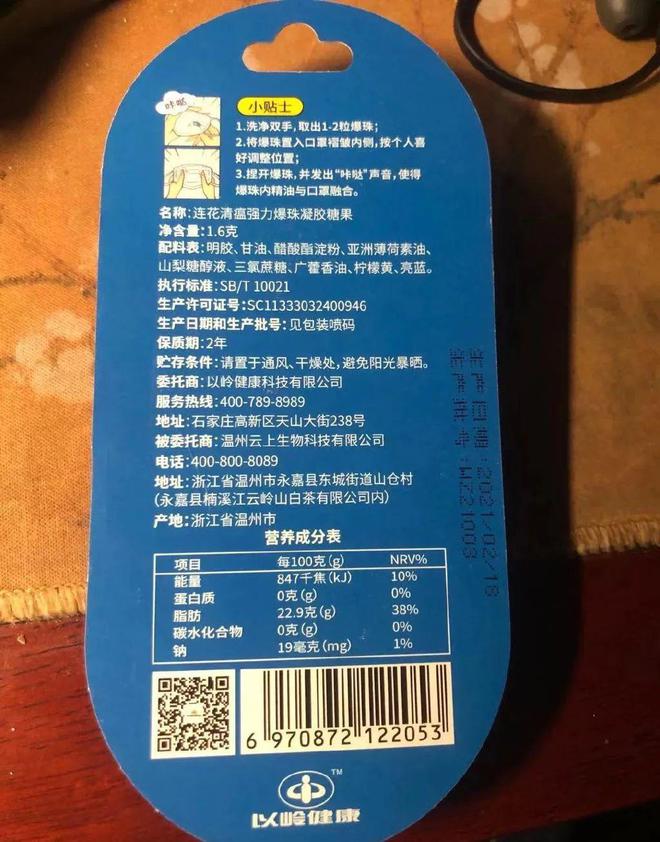 咔哒
小贴士
1.洗净双手，取出1-2粒爆珠；
2.将爆珠置入口罩褶皱内侧，按个人喜
好调整位置；
3.捏开爆珠，并发出“咔哒”声音，使得
爆珠内精油与口罩融合。
名称：连花清瘟强力爆珠凝胶糖果
净含量：1.6克
配料表：明胶、甘油、醋酸酯淀粉、亚洲薄荷素油、
山梨糖醇液、三氯蔗糖、广藿香油、柠檬黄、亮蓝。
执行标准：SB/T 10021
生产许可证号：SC11333032400946
生产日期和生产批号：见包装喷码
保质期：2年
贮存条件：请置于通风、干燥处，避免阳光暴晒。
委托商：以岭健康科技有限公司
服务热线：400-789-8989
地址：石家庄高新区天山大街238号
被委托商：温州云上生物科技有限公司
电话：400-800-8089
地址：浙江省温州市永嘉县东城街道山仓村
（永嘉县楠溪江云岭山白茶有限公司内）
产地：浙江省温州市
营养成分表
项目 每100克(g) NRV%
能量 847千焦(kJ) 10%
蛋白质 0克(g) 0%
脂肪 22.9克(g) 38%
碳水化合物 0克(g) 0%
钠 19毫克(mg) 1%
6 970872 122053
以岭健康
TM
生产日期：2021/02/18
生产批号：WZ21003